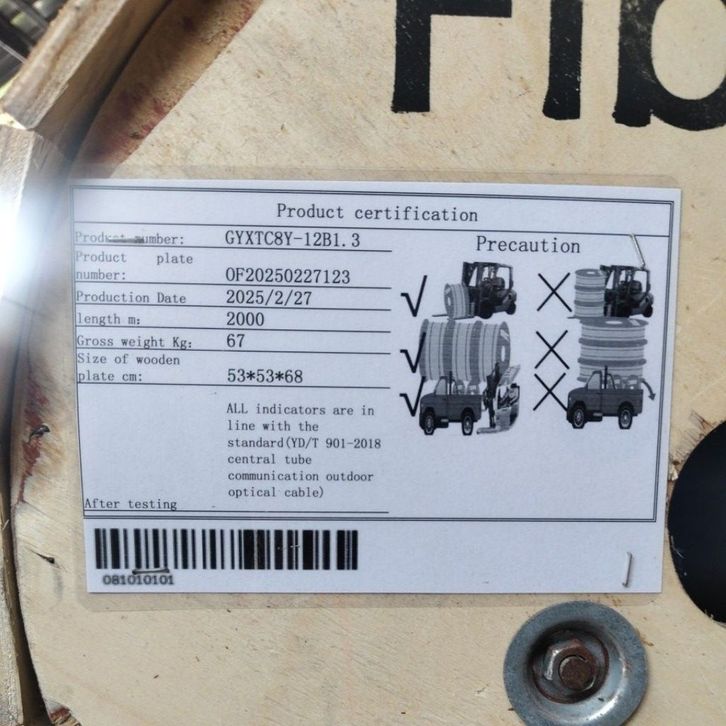 Fib
Product certification
Product number: GYXTC8Y-12B1.3
Product plate
number: OF20250227123
Production Date 2025/2/27
length m: 2000
Gross weight Kg: 67
Size of wooden
plate cm: 53*53*68
ALL indicators are in
line with the
standard(YD/T 901-2018
central tube
communication outdoor
optical cable)
After testing
Precaution
081010101